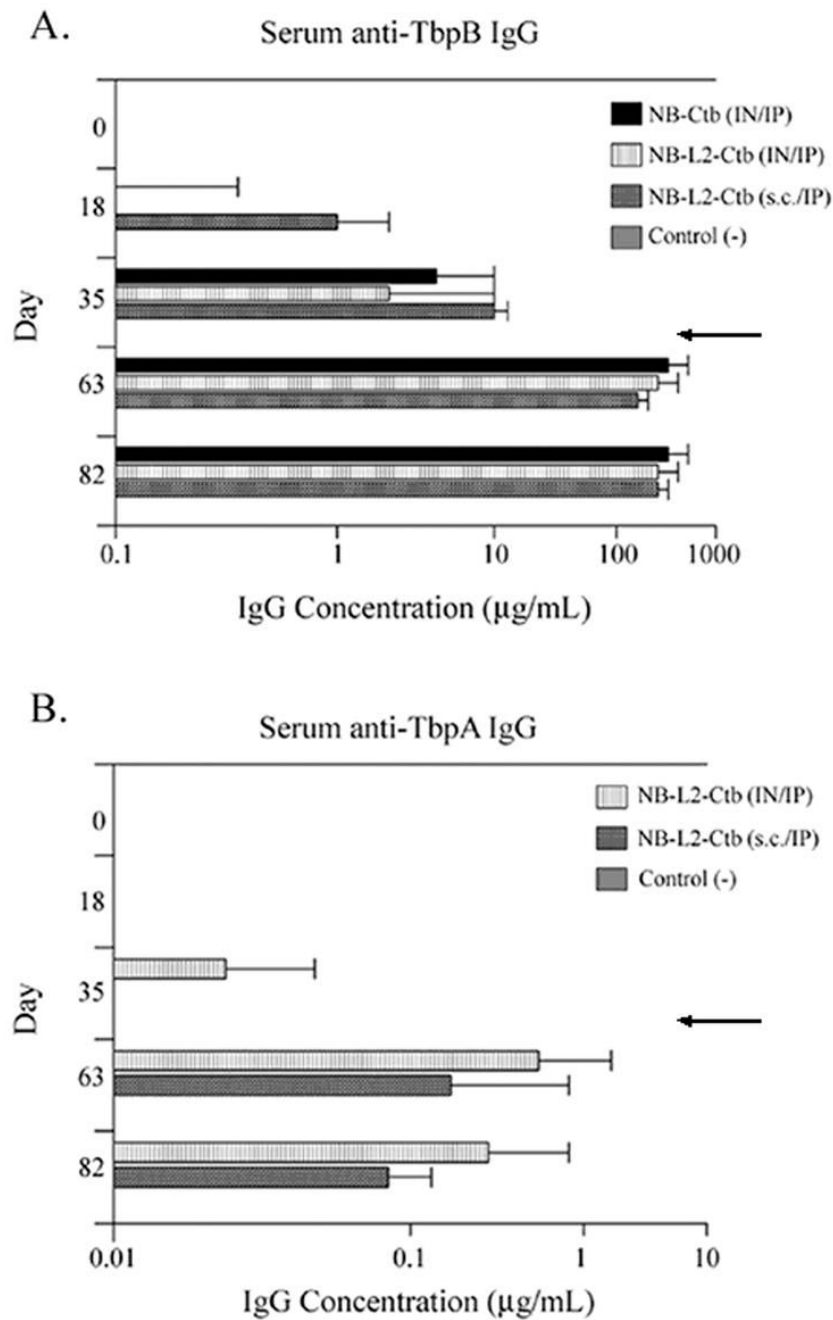 A.
Serum anti-TbpB IgG
NB-Ctb (IN/IP)
NB-L2-Ctb (IN/IP)
NB-L2-Ctb (s.c./IP)
Control (-)
Day
0
18
35
63
82
0.1 1 10 100 1000
IgG Concentration (µg/mL)
B.
Serum anti-TbpA IgG
NB-L2-Ctb (IN/IP)
NB-L2-Ctb (s.c./IP)
Control (-)
Day
0
18
35
63
82
0.01 0.1 1 10
IgG Concentration (µg/mL)